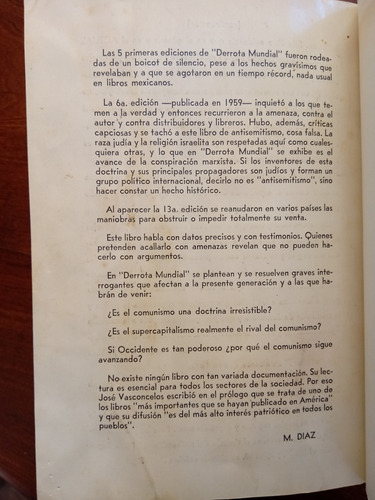 Las 5 primeras ediciones de "Derrota Mundial" fueron rodea-
das de un boicot de silencio, pese a los hechos gravísimos que
revelaban y a que se agotaron en un tiempo récord, nada usual
en libros mexicanos.
La 6a. edición —publicada en 1959— inquietó a los que te-
men a la verdad y entonces recurrieron a la amenaza, contra el
autor y contra distribuidores y libreros. Hubo, además, críticas
capciosas y se tachó a este libro de antisemitismo, cosa falsa. La
raza judía y la religión israelita son respetadas aquí como cuales-
quiera otras, y lo que en "Derrota Mundial" se exhibe es el
avance de la conspiración marxista. Si los inventores de esta
doctrina y sus principales propagadores son judíos y forman un
grupo político internacional, decirlo no es "antisemitismo", sino
hacer constar un hecho histórico.
Al aparecer la 13a. edición se reanudaron en varios países las
maniobras para obstruir o impedir totalmente su venta.
Este libro habla con datos precisos y con testimonios. Quienes
pretenden acallarlo con amenazas revelan que no pueden
hacerlo con argumentos.
En "Derrota Mundial" se plantean y se resuelven graves inte-
rrogantes que afectan a la presente generación y a las que ha-
brán de venir:
¿Es el comunismo una doctrina irresistible?
¿Es el supercapitalismo realmente el rival del comunismo?
Si Occidente es tan poderoso ¿por qué el comunismo sigue
avanzando?
No existe ningún libro con tan variada documentación. Su lec-
tura es esencial para todos los sectores de la sociedad. Por eso
José Vasconcelos escribió en el prólogo que se trata de uno de
los libros "más importantes que se hayan publicado en América"
y que su difusión "es del más alto interés patriótico en todos los
pueblos".
M. DIAZ